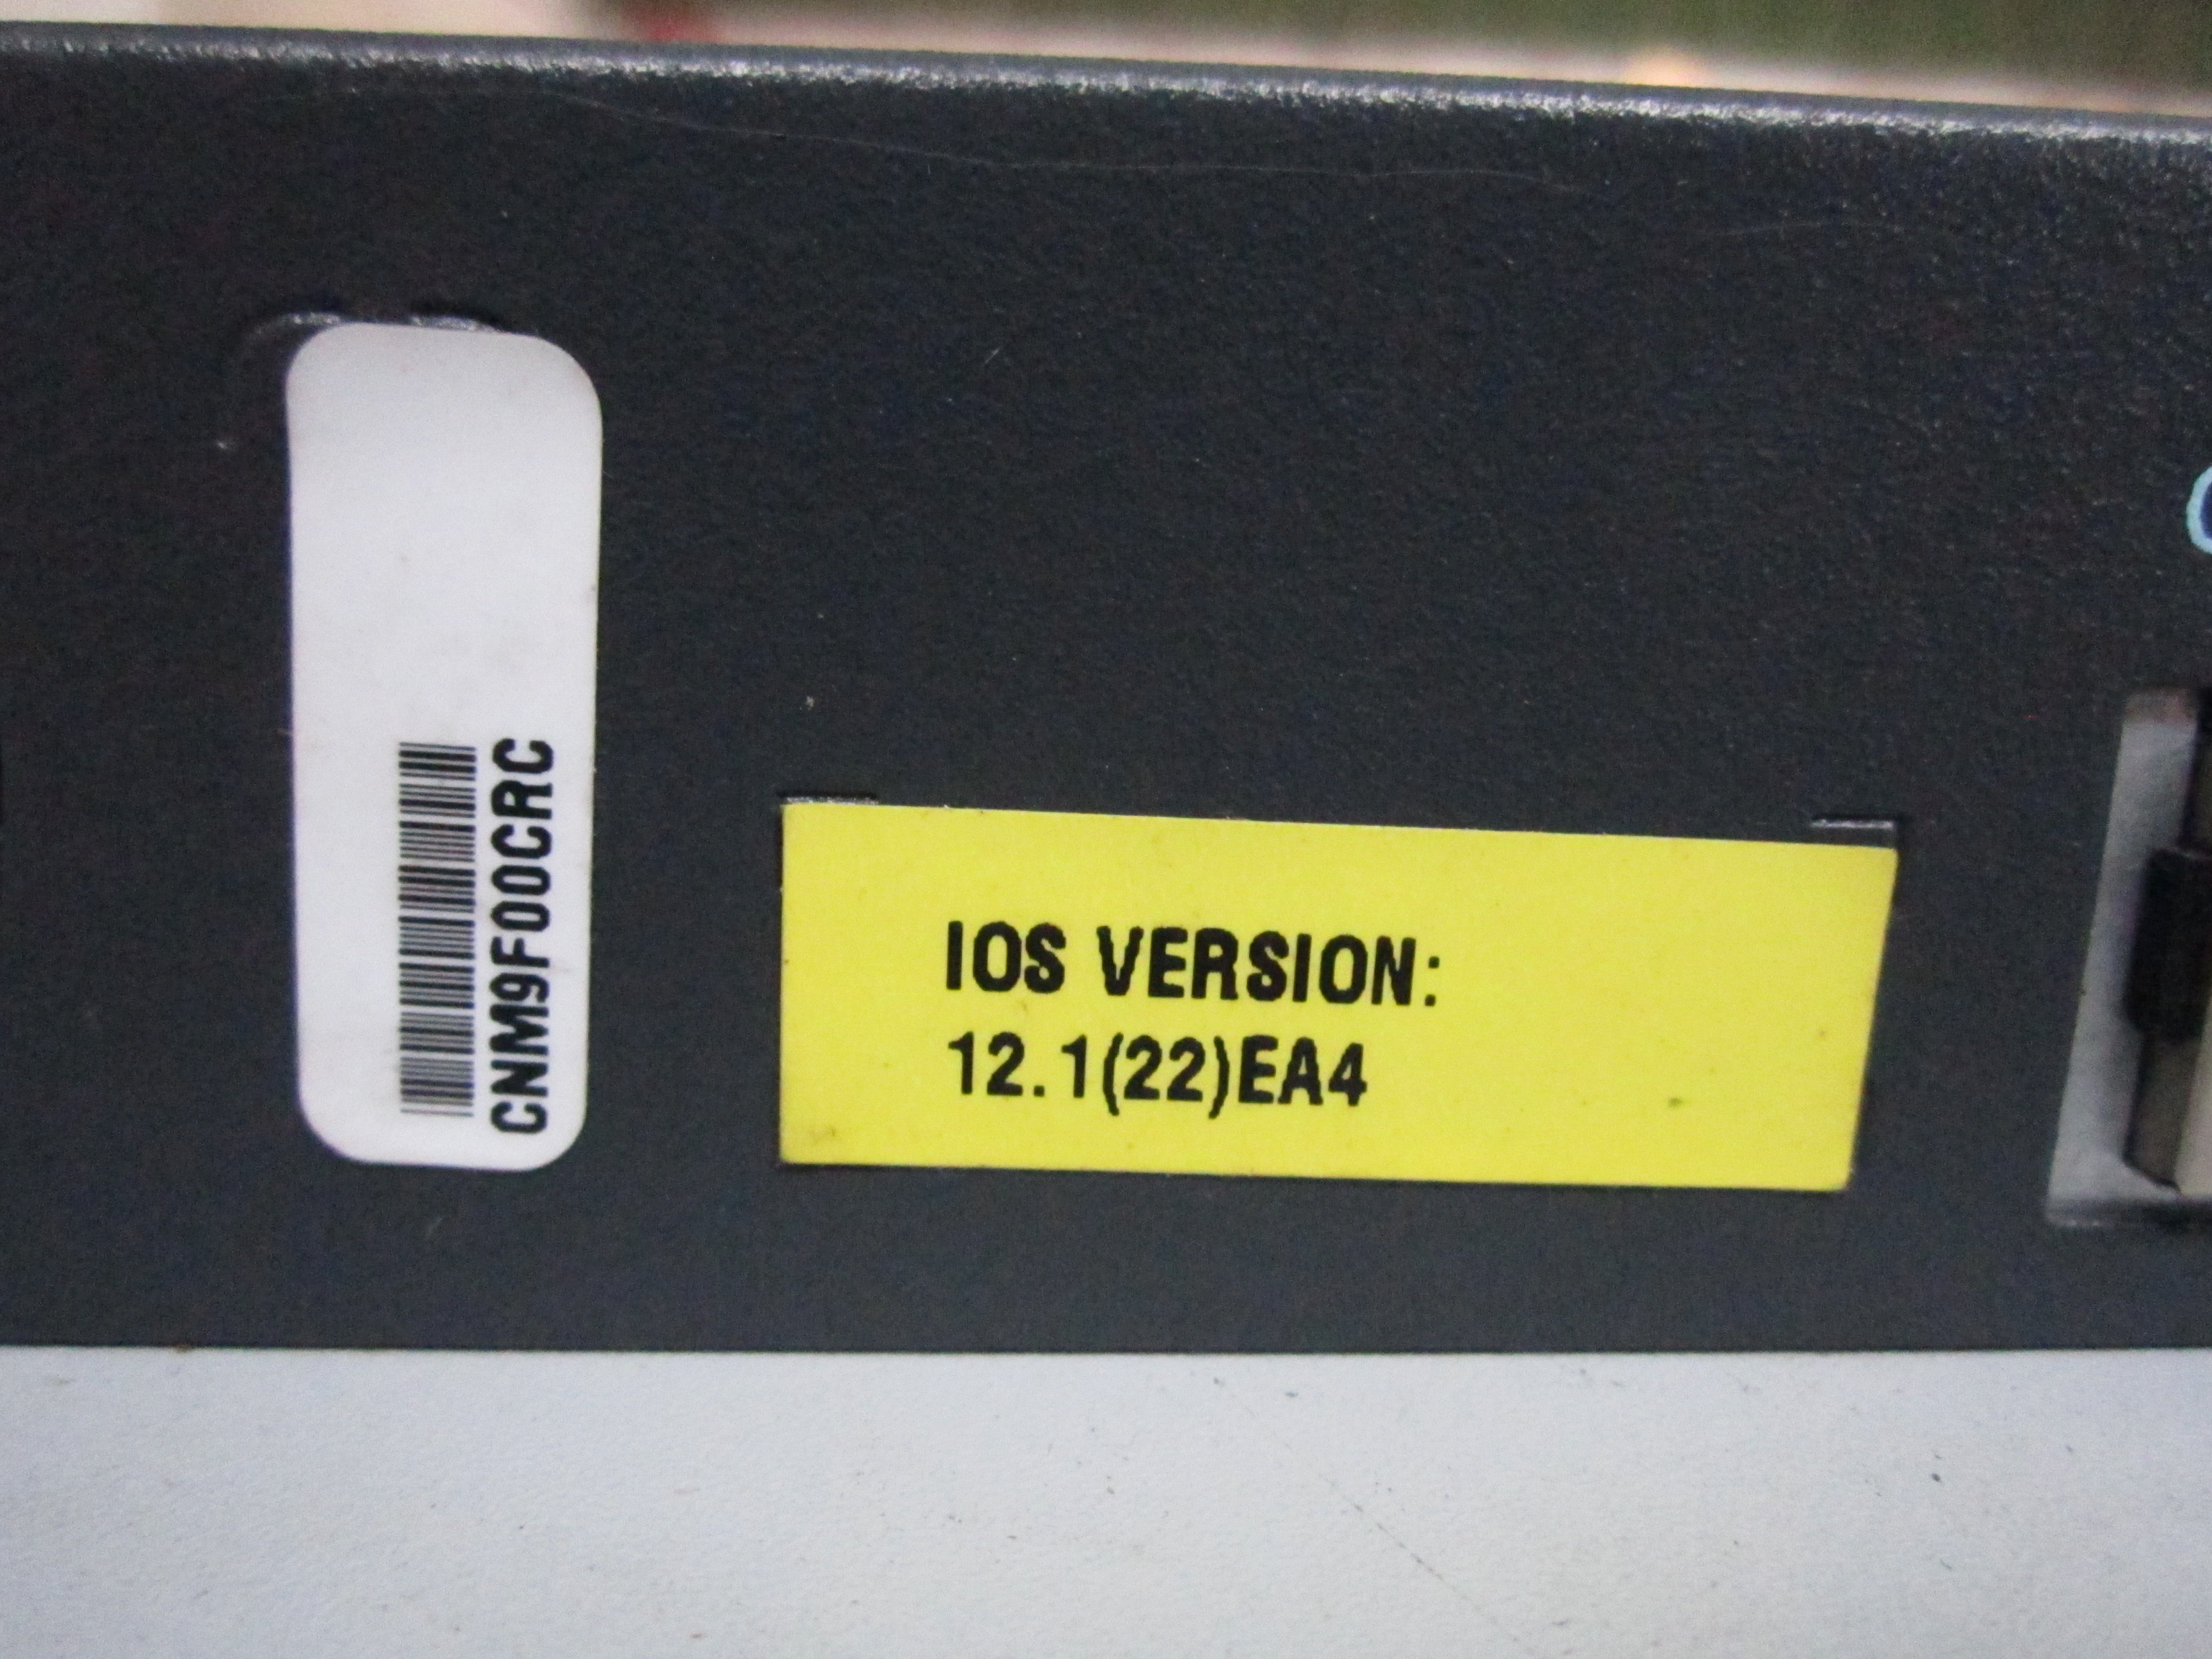 CNM9F00CRC
IOS VERSION:
12.1(22)EA4